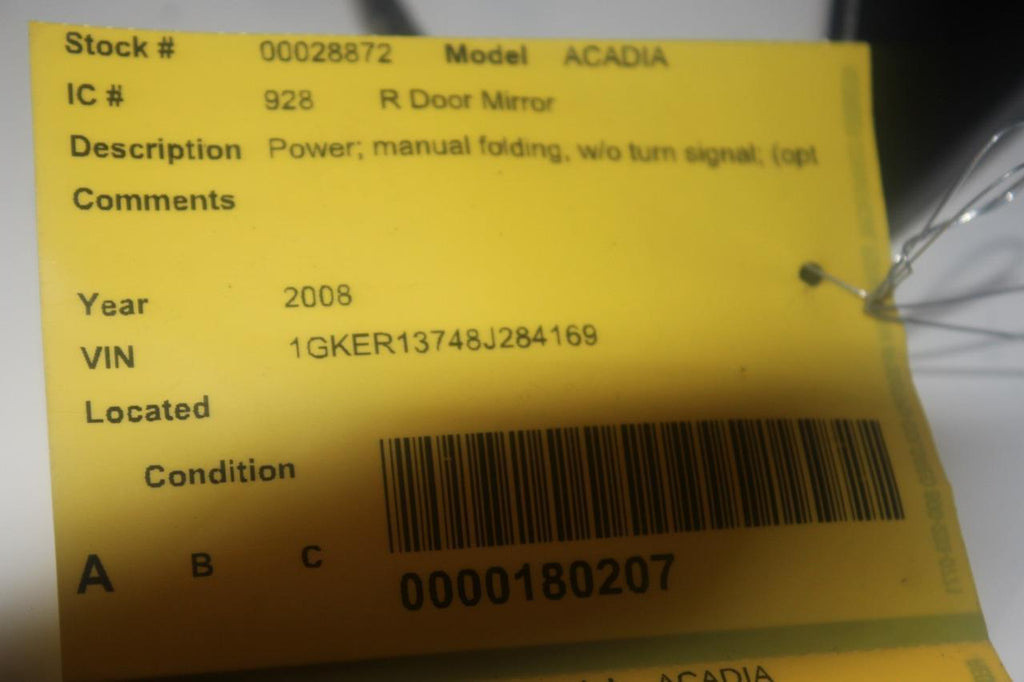 Stock # 00028872 Model ACADIA
IC # 928 R Door Mirror
Description Power; manual folding, w/o turn signal; (opt
Comments
Year 2008
VIN 1GKER13748J284169
Located
Condition
A B C
0000180207
ACADIA